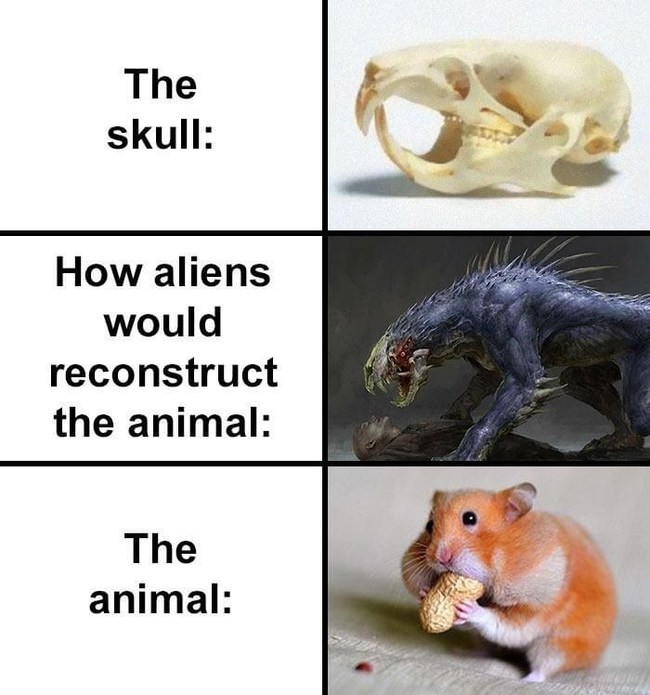 The
skull:
How aliens
would
reconstruct
the animal:
The
animal: